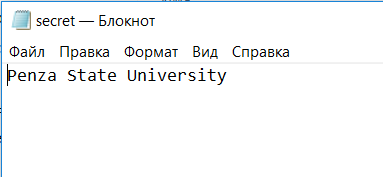 secret — Блокнот
Файл Правка Формат Вид Справка
Penza State University